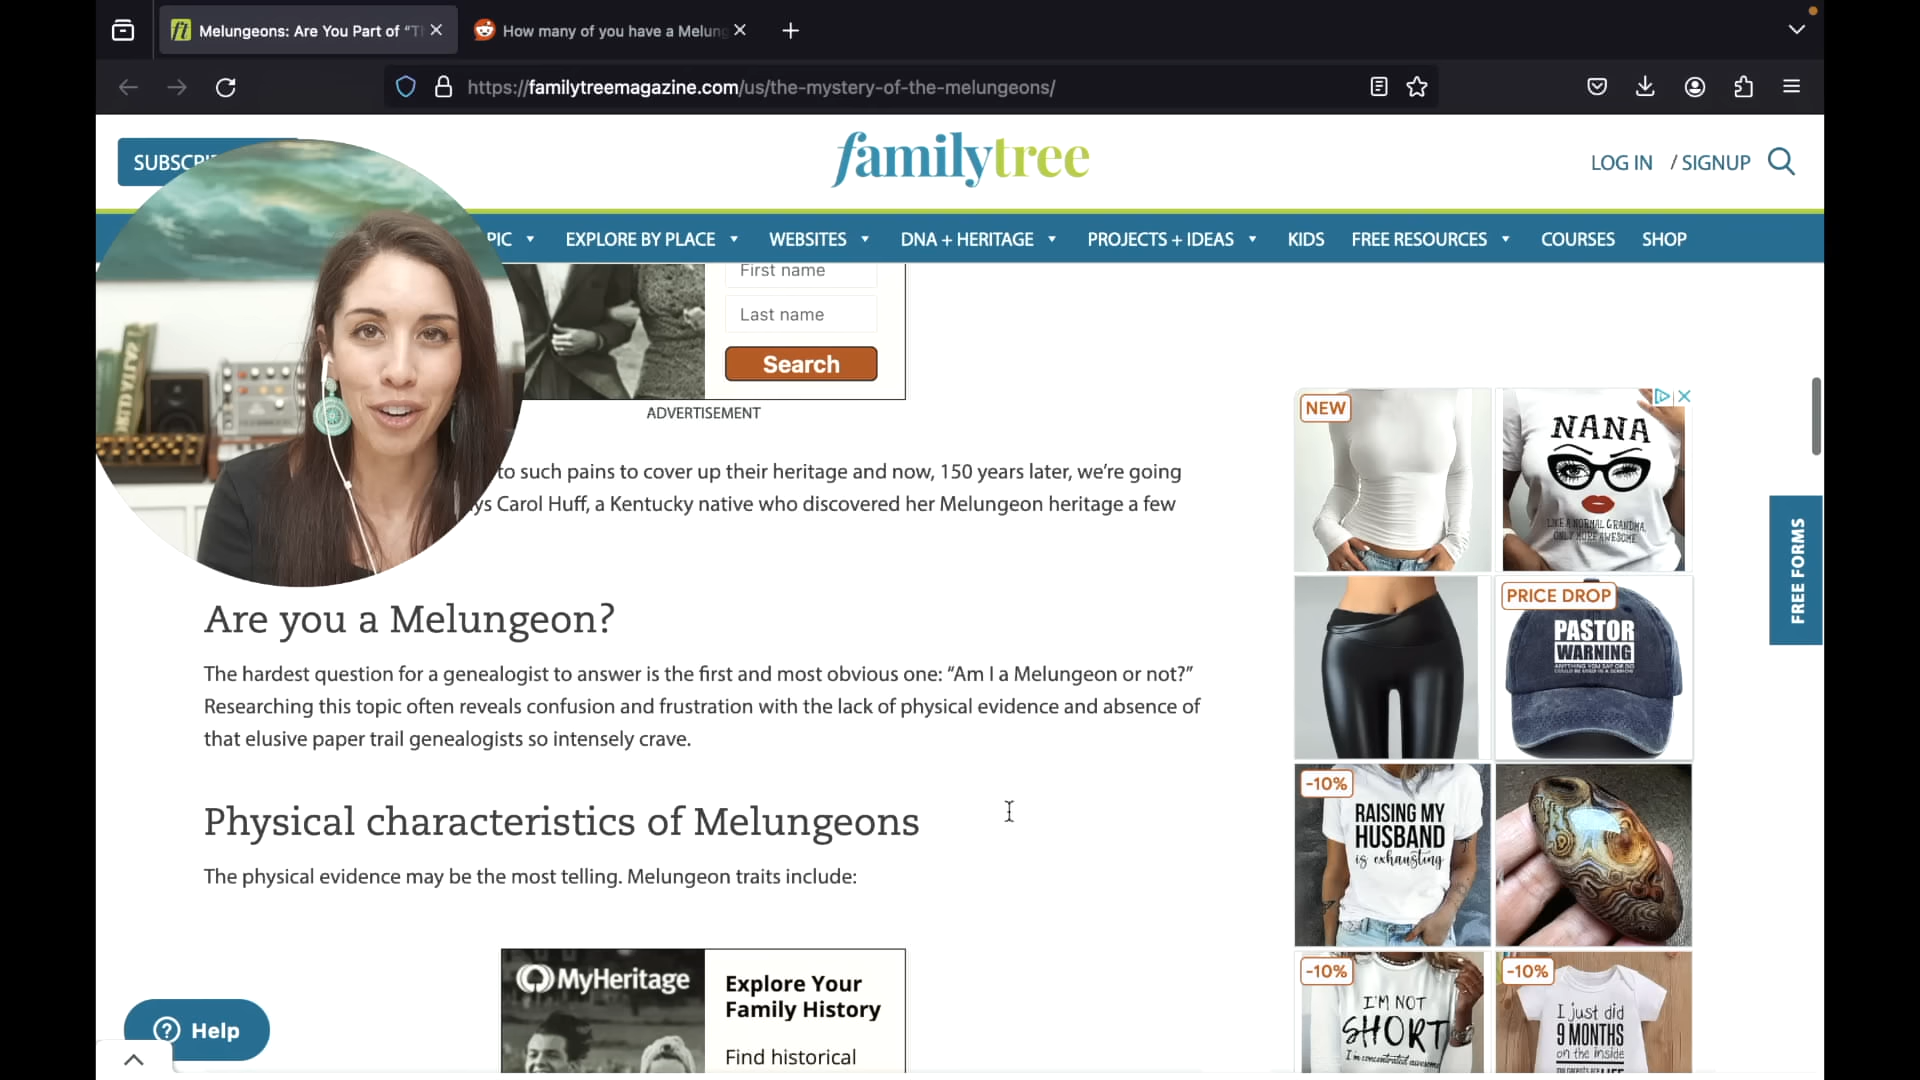 Melungeons: Are You Part of “T
How many of you have a Melung
https://familytreemagazine.com/us/the-mystery-of-the-melungeons/
SUBSCRI
familytree
LOG IN / SIGNUP
PIC
EXPLORE BY PLACE
WEBSITES
DNA + HERITAGE
PROJECTS + IDEAS
KIDS
FREE RESOURCES
COURSES
SHOP
First name
Last name
Search
ADVERTISEMENT
to such pains to cover up their heritage and now, 150 years later, we’re going
ys Carol Huff, a Kentucky native who discovered her Melungeon heritage a few
Are you a Melungeon?
The hardest question for a genealogist to answer is the first and most obvious one: “Am I a Melungeon or not?”
Researching this topic often reveals confusion and frustration with the lack of physical evidence and absence of
that elusive paper trail genealogists so intensely crave.
Physical characteristics of Melungeons
The physical evidence may be the most telling. Melungeon traits include:
MyHeritage
Explore Your
Family History
Find historical
Help
NEW
NANA
LIKE A NORMAL GRANDMA,
ONLY MORE AWESOME
PRICE DROP
PASTOR
WARNING
ANYTHING YOU SAY OR DO
COULD BE USED IN A SERMON
-10%
RAISING MY
HUSBAND
is exhausting
-10%
I'M NOT
SHORT
I'm concentrated awesome
-10%
I just did
9 MONTHS
on the inside
FREE FORMS